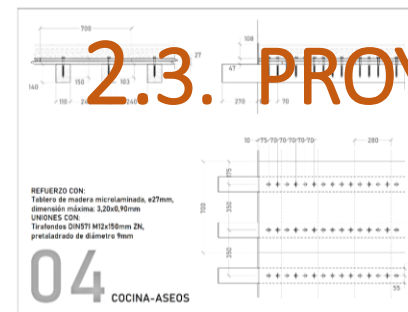 700
108
27
2.3. PROY
47
140
150
103
240
110
270
70
10 75 70 70 70 70
280
375
REFUERZO CON:
Tablero de madera microlaminada, e27mm,
dimensión máxima: 3,20x0,90mm
UNIONES CON:
Tirafondos DIN571 M12x150mm ZN,
pretaladrado de diámetro 9mm
700
350
350
04 COCINA-ASEOS
55